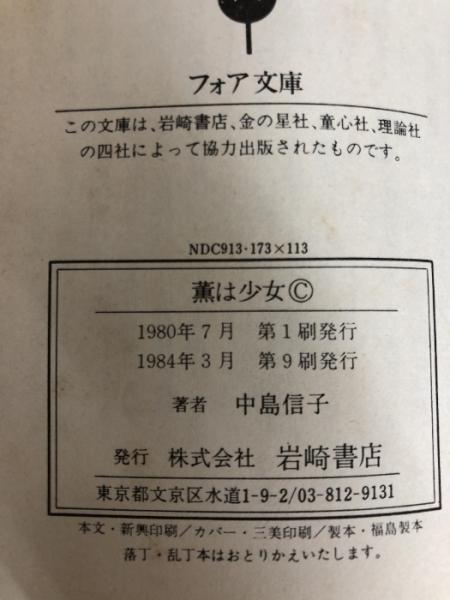 フォア文庫
この文庫は、岩崎書店、金の星社、童心社、理論社
の四社によって協力出版されたものです。
NDC913・173×113
薫は少女©
1980年7月 第1刷発行
1984年3月 第9刷発行
著者 中島信子
発行 株式会社 岩崎書店
東京都文京区水道1-9-2/03-812-9131
本文・新興印刷/カバー・三美印刷/製本・福島製本
落丁・乱丁本はおとりかえいたします。